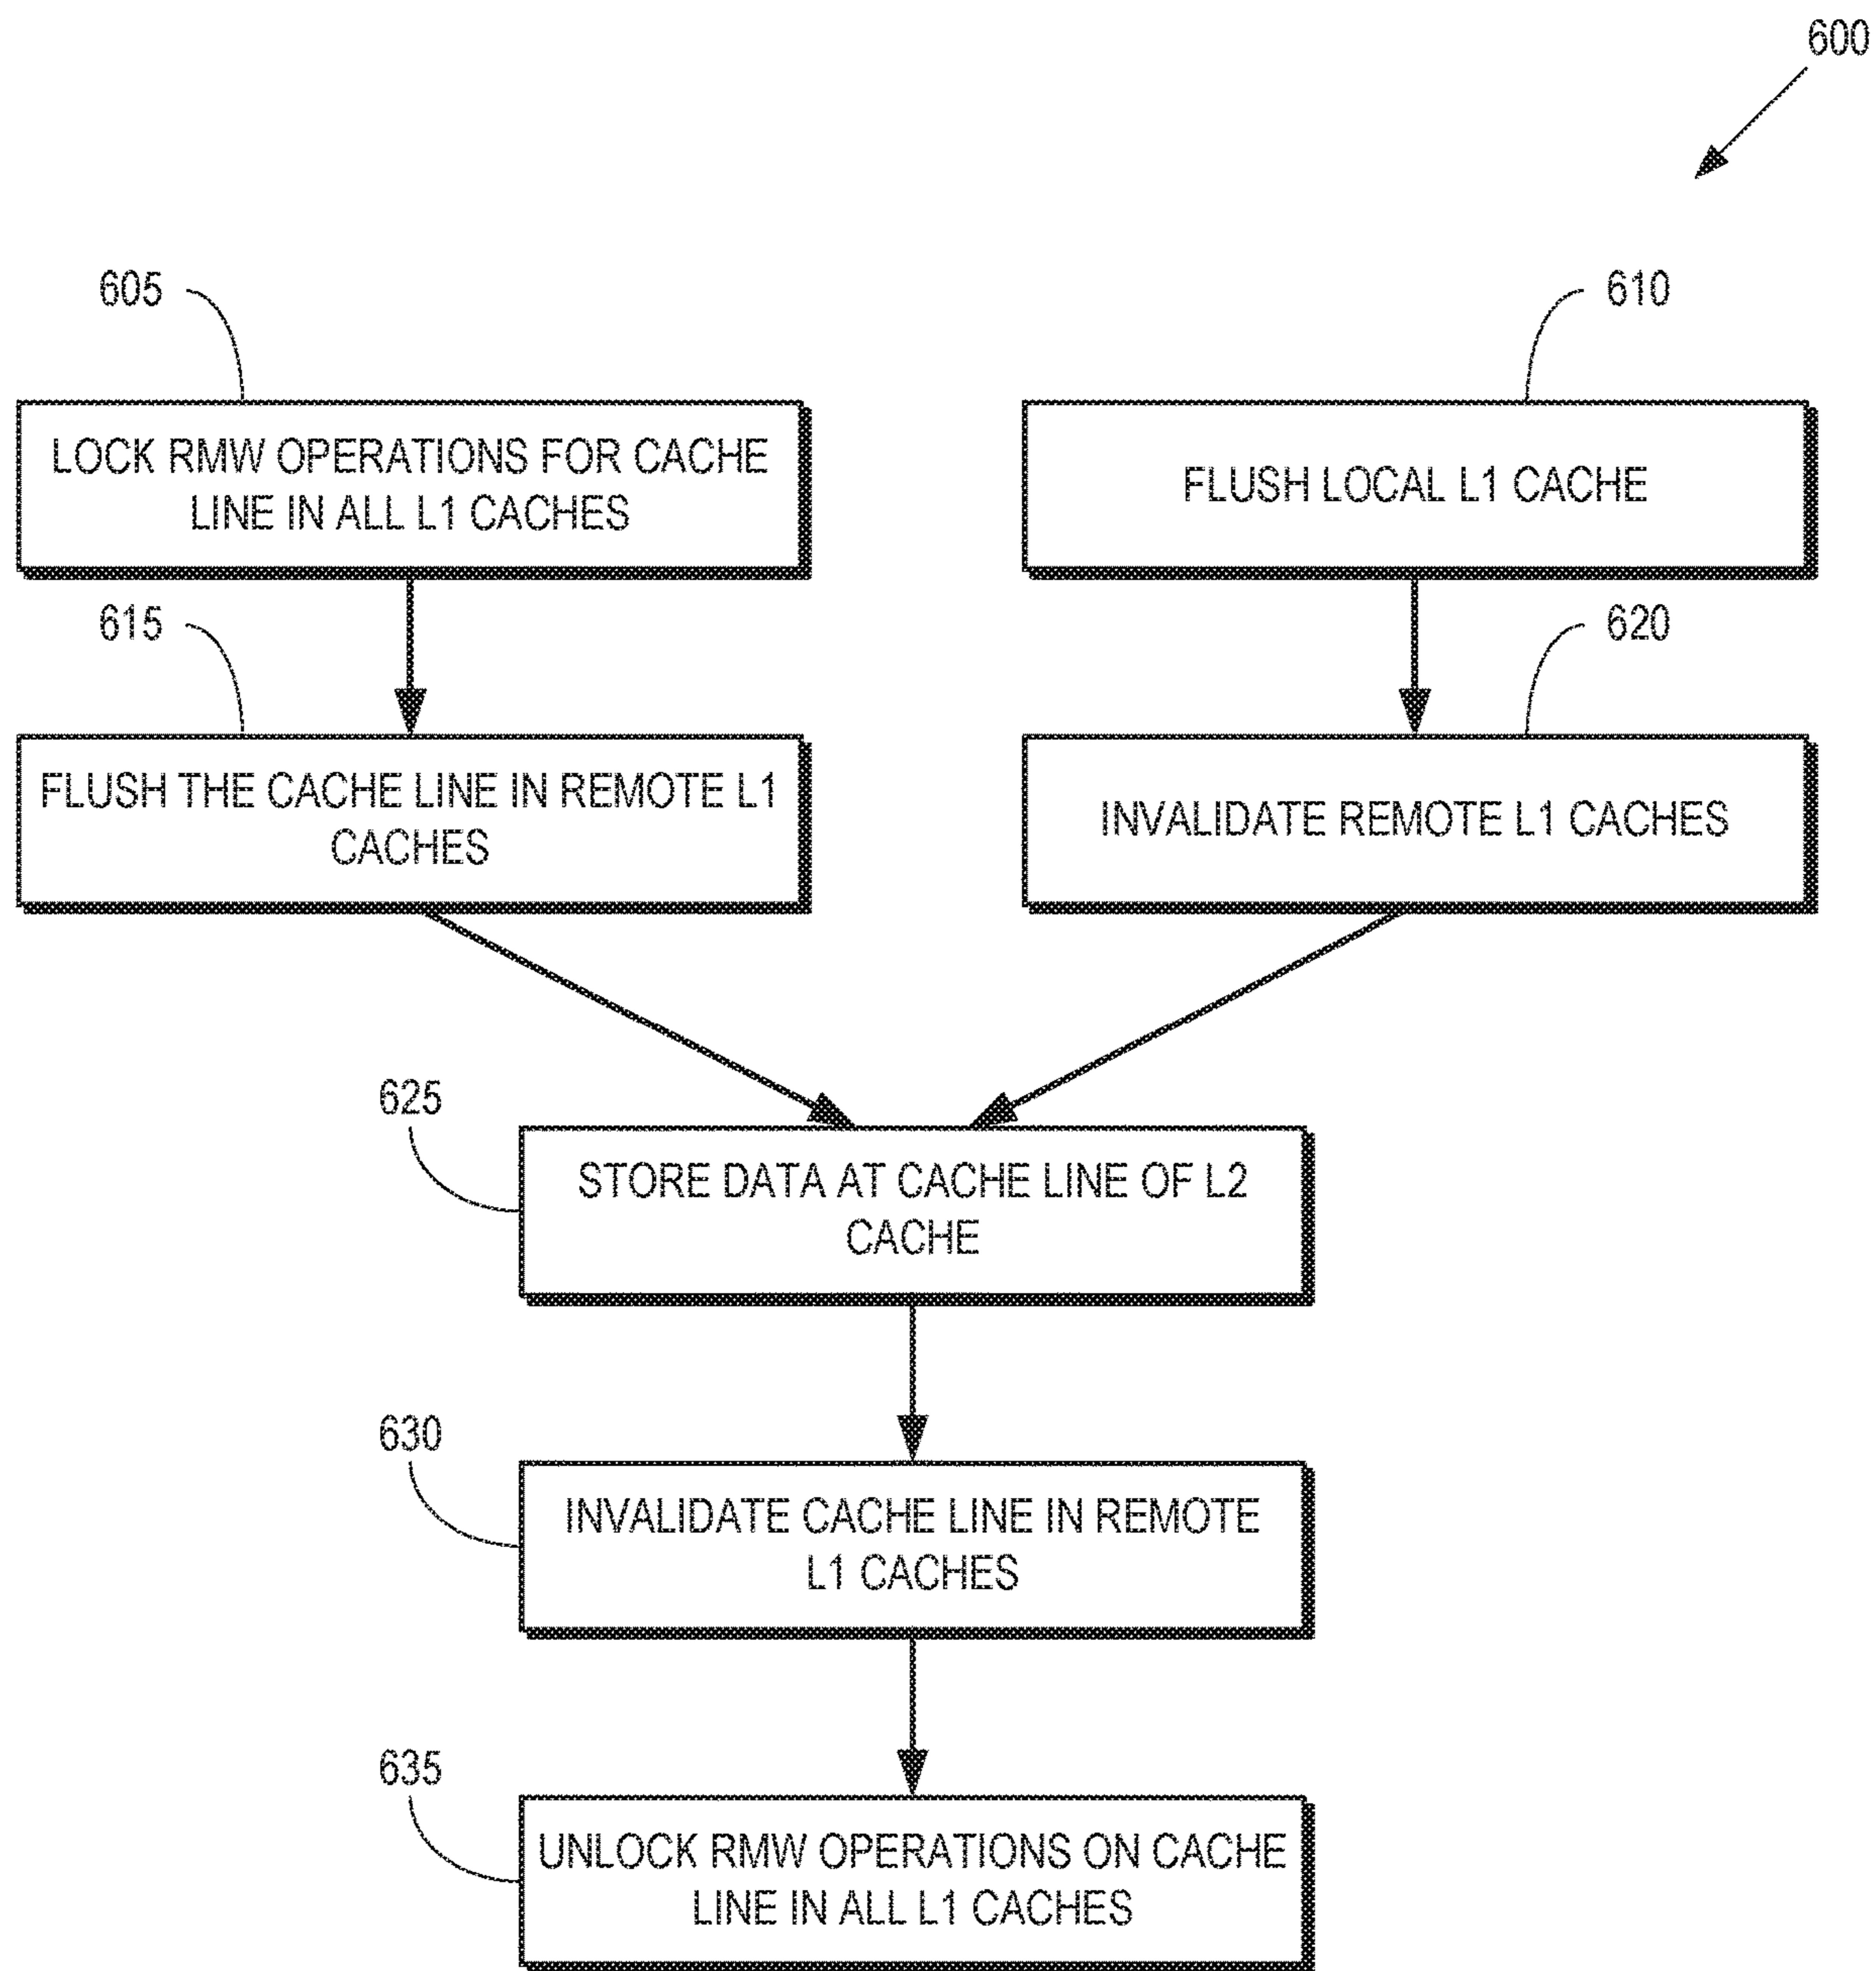 600
605
610
LOCK RMW OPERATIONS FOR CACHE
LINE IN ALL L1 CACHES
FLUSH LOCAL L1 CACHE
615
620
FLUSH THE CACHE LINE IN REMOTE L1
CACHES
INVALIDATE REMOTE L1 CACHES
625
STORE DATA AT CACHE LINE OF L2
CACHE
630
INVALIDATE CACHE LINE IN REMOTE
L1 CACHES
635
UNLOCK RMW OPERATIONS ON CACHE
LINE IN ALL L1 CACHES